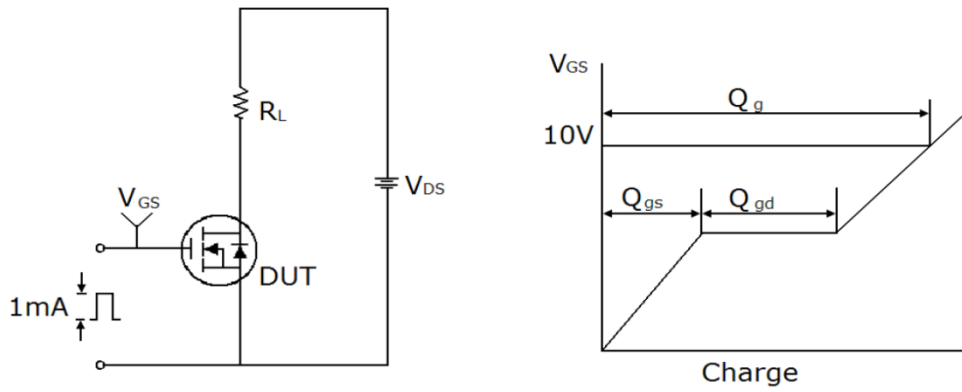 RL
VDS
VGS
DUT
1mA
VGS
Qg
10V
Qgs
Qgd
Charge